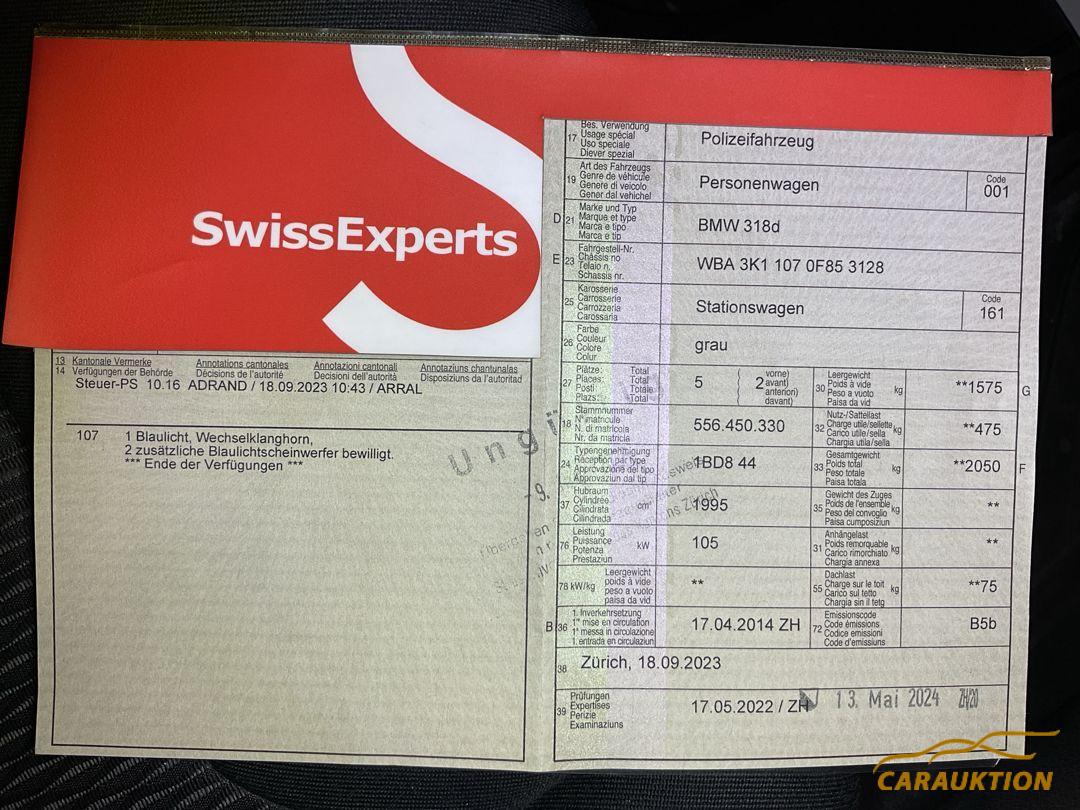 SwissExperts
13 Kantonale Vermerke Annotations cantonales Annotazioni cantonali Annotaziuns chantunalas
14 Verfügungen der Behörde Décisions de l'autorité Decisioni dell'autorità Disposiziuns da l'autoritad
Steuer-PS 10.16 ADRAND / 18.09.2023 10:43 / ARRAL
107 1 Blaulicht, Wechselklanghorn,
2 zusätzliche Blaulichtscheinwerfer bewilligt.
*** Ende der Verfügungen ***
Bes. Verwendung
Usage spécial
Uso speciale
Diever spezial
17
Polizeifahrzeug
Art des Fahrzeugs
Genre de véhicule
Genere di veicolo
Gener dal vehichel
19
Personenwagen
Code
001
D 21
Marke und Typ
Marque et type
Marca e tipo
Marca e tip
BMW 318d
E 23
Fahrgestell-Nr.
Châssis no
Telaio n.
Schassis nr.
WBA 3K1 107 0F85 3128
25
Karosserie
Carrosserie
Carrozzeria
Carossaria
Stationswagen
Code
161
26
Farbe
Couleur
Colore
Colur
grau
27
Plätze: Total
Places: Total
Posti: Totale
Plazs: Total
5
( 2 vorne)
avant)
anteriori)
davant)
30
Leergewicht
Poids à vide
Peso a vuoto
Paisa da vid
kg
**1575
G
18
Stammnummer
N° matricule
N. di matricola
Nr. da matricla
556.450.330
32
Nutz-/Sattellast
Charge utile/sellette
Carico utile/sella
Chargia utila/sella
kg
**475
24
Typengenehmigung
Réception par type
Approvazione del tipo
Approvaziun dal tip
1BD8 44
33
Gesamtgewicht
Poids total
Peso totale
Paisa totala
kg
**2050
F
37
Hubraum
Cylindrée
Cilindrata
Cilindrada
cm³
1995
35
Gewicht des Zuges
Poids de l'ensemble
Peso del convoglio
Paisa cumposiziun
kg
**
76
Leistung
Puissance
Potenza
Prestaziun
kW
105
31
Anhängelast
Poids remorquable
Carico rimorchiato
Chargia annexa
kg
**
78 kW/kg
Leergewicht
poids à vide
peso a vuoto
paisa da vid
**
55
Dachlast
Charge sur le toit
Carico sul tetto
Chargia sin il tetg
kg
**75
B 36
1. Inverkehrsetzung
1re mise en circulation
1a messa in circolazione
1. entrada en circulaziun
17.04.2014 ZH
72
Emissionscode
Code émissions
Codice emissioni
Code d'emissiuns
B5b
38
Zürich, 18.09.2023
39
Prüfungen
Expertises
Perizie
Examinaziuns
17.05.2022 / ZH
13. Mai 2024 ZH/20
CARAUKTION